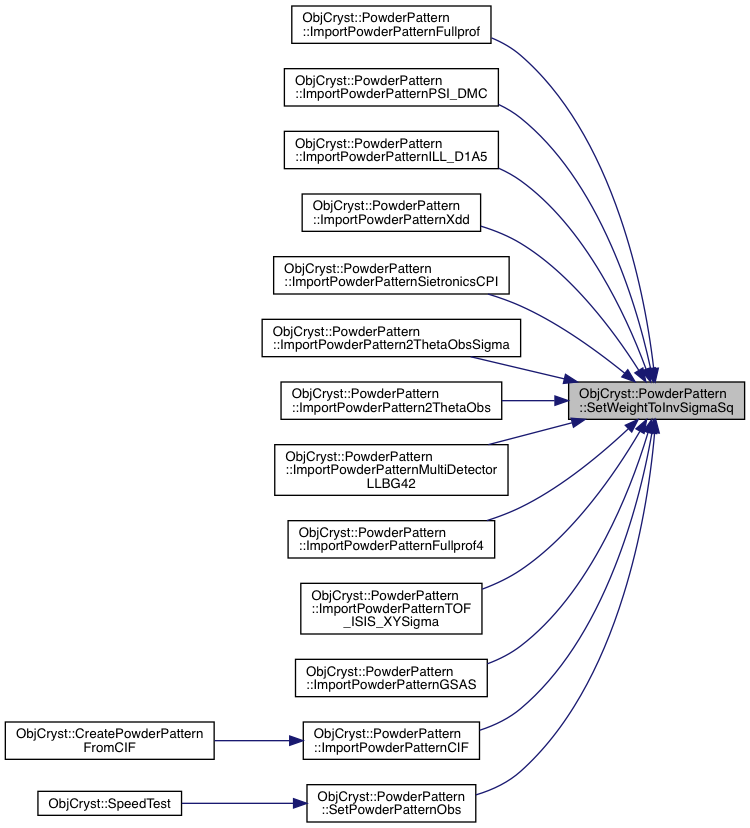 ObjCryst::PowderPattern
::ImportPowderPatternFullprof
ObjCryst::PowderPattern
::ImportPowderPatternPSI_DMC
ObjCryst::PowderPattern
::ImportPowderPatternILL_D1A5
ObjCryst::PowderPattern
::ImportPowderPatternXdd
ObjCryst::PowderPattern
::ImportPowderPatternSietronicsCPI
ObjCryst::PowderPattern
::ImportPowderPattern2ThetaObsSigma
ObjCryst::PowderPattern
::ImportPowderPattern2ThetaObs
ObjCryst::PowderPattern
::SetWeightToInvSigmaSq
ObjCryst::PowderPattern
::ImportPowderPatternMultiDetector
LLBG42
ObjCryst::PowderPattern
::ImportPowderPatternFullprof4
ObjCryst::PowderPattern
::ImportPowderPatternTOF
_ISIS_XYSigma
ObjCryst::PowderPattern
::ImportPowderPatternGSAS
ObjCryst::CreatePowderPattern
FromCIF
ObjCryst::PowderPattern
::ImportPowderPatternCIF
ObjCryst::SpeedTest
ObjCryst::PowderPattern
::SetPowderPatternObs